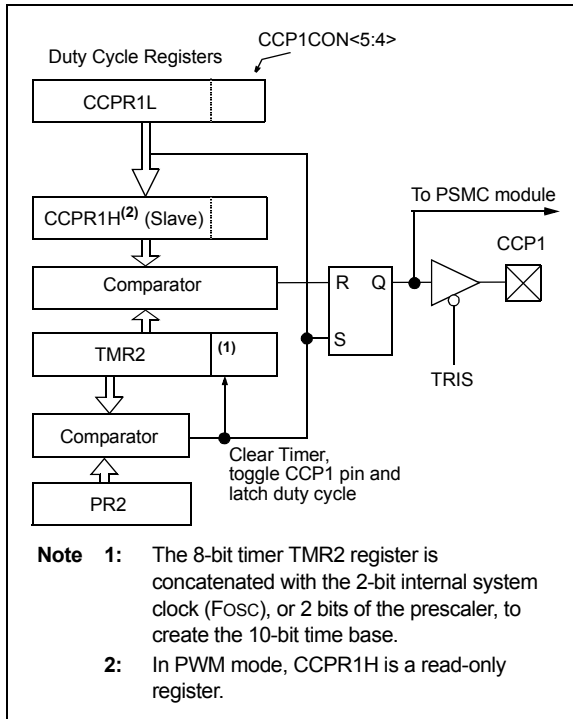 CCP1CON<5:4>
Duty Cycle Registers
CCPR1L
CCPR1H(2) (Slave)
To PSMC module
CCP1
Comparator
R Q
TMR2
(1)
S
TRIS
Comparator
Clear Timer,
toggle CCP1 pin and
latch duty cycle
PR2
Note 1: The 8-bit timer TMR2 register is
concatenated with the 2-bit internal system
clock (FOSC), or 2 bits of the prescaler, to
create the 10-bit time base.
2: In PWM mode, CCPR1H is a read-only
register.